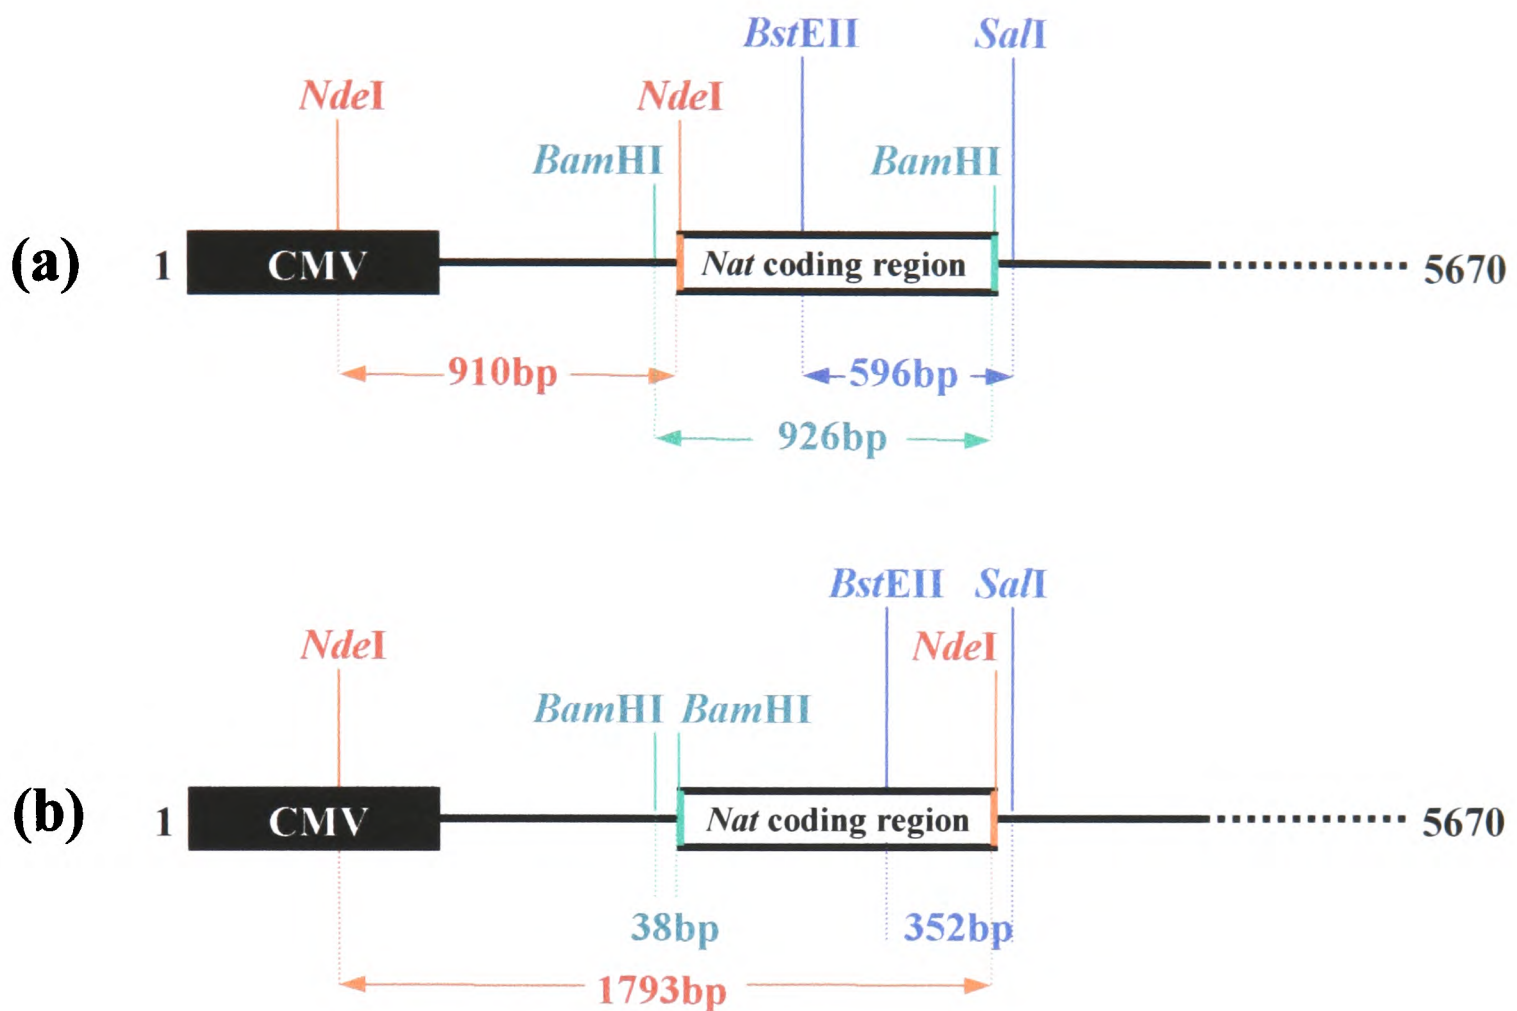 BstEII SalI
NdeI NdeI
BamHI BamHI
(a) 1 CMV Nat coding region 5670
910bp 596bp
926bp
BstEII SalI
NdeI NdeI
BamHI BamHI
(b) 1 CMV Nat coding region 5670
38bp 352bp
1793bp